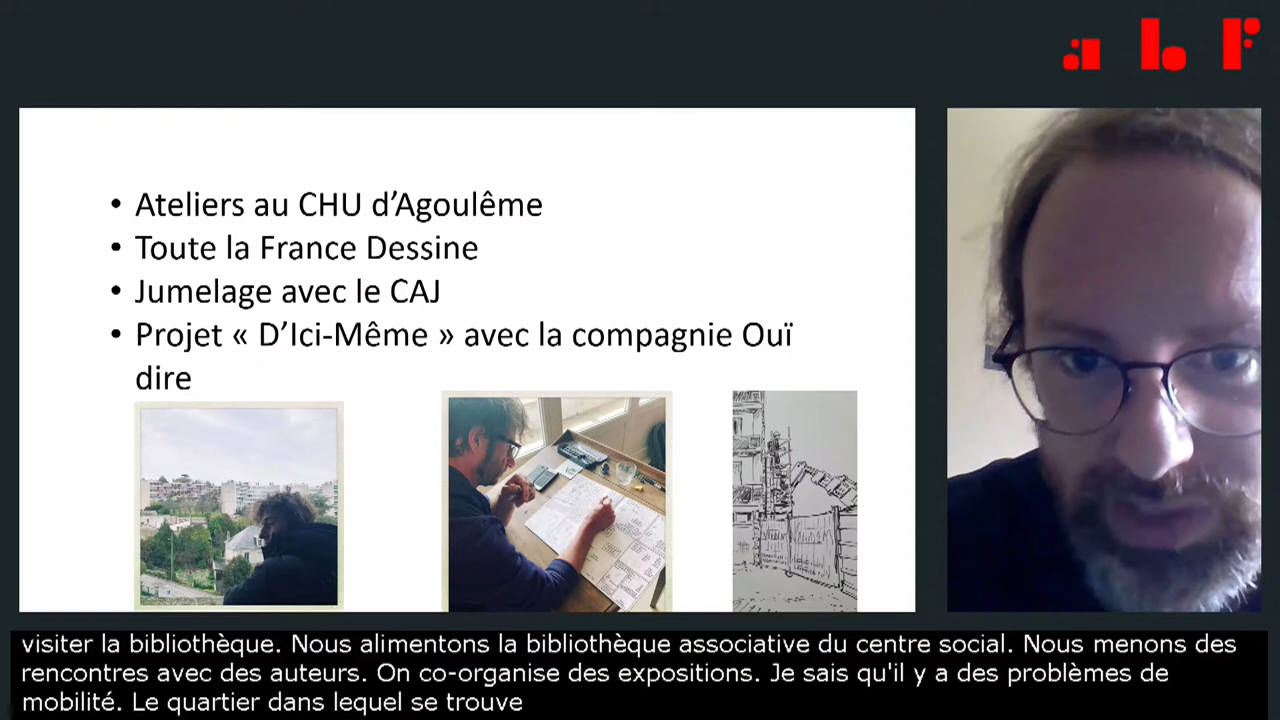 abf
• Ateliers au CHU d’Agoulême
• Toute la France Dessine
• Jumelage avec le CAJ
• Projet « D’Ici-Même » avec la compagnie Ouï
dire
visiter la bibliothèque. Nous alimentons la bibliothèque associative du centre social. Nous menons des
rencontres avec des auteurs. On co-organise des expositions. Je sais qu'il y a des problèmes de
mobilité. Le quartier dans lequel se trouve